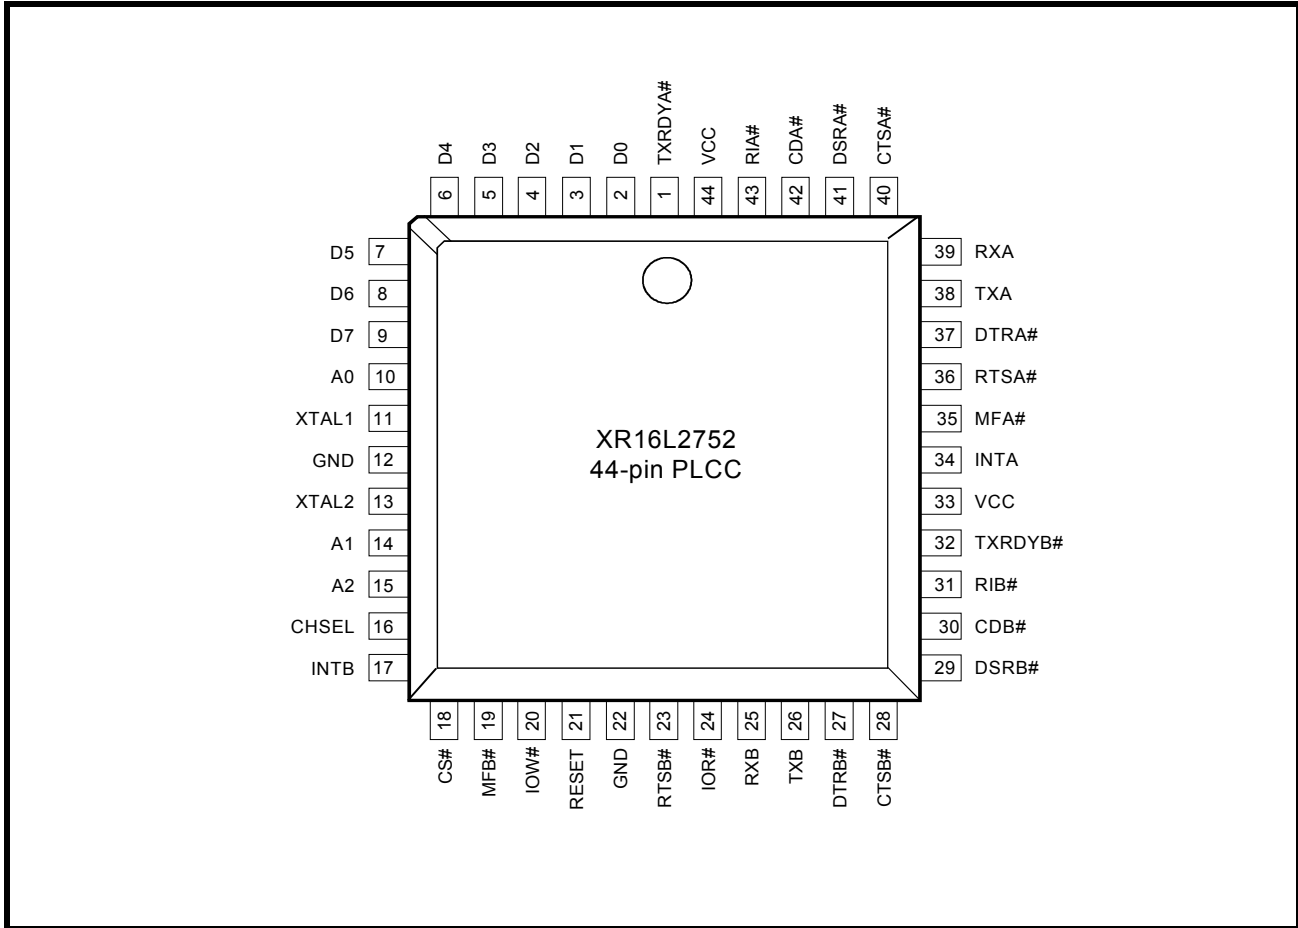 D4 D3 D2 D1 D0 TXRDYA# VCC RIA# CDA# DSRA# CTSA#
6 5 4 3 2 1 44 43 42 41 40
D5 7 39 RXA
D6 8 38 TXA
D7 9 37 DTRA#
A0 10 36 RTSA#
XTAL1 11 35 MFA#
XR16L2752
GND 12 34 INTA
44-pin PLCC
XTAL2 13 33 VCC
A1 14 32 TXRDYB#
A2 15 31 RIB#
CHSEL 16 30 CDB#
INTB 17 29 DSRB#
18 19 20 21 22 23 24 25 26 27 28
CS# MFB# IOW# RESET GND RTSB# IOR# RXB TXB DTRB# CTSB#